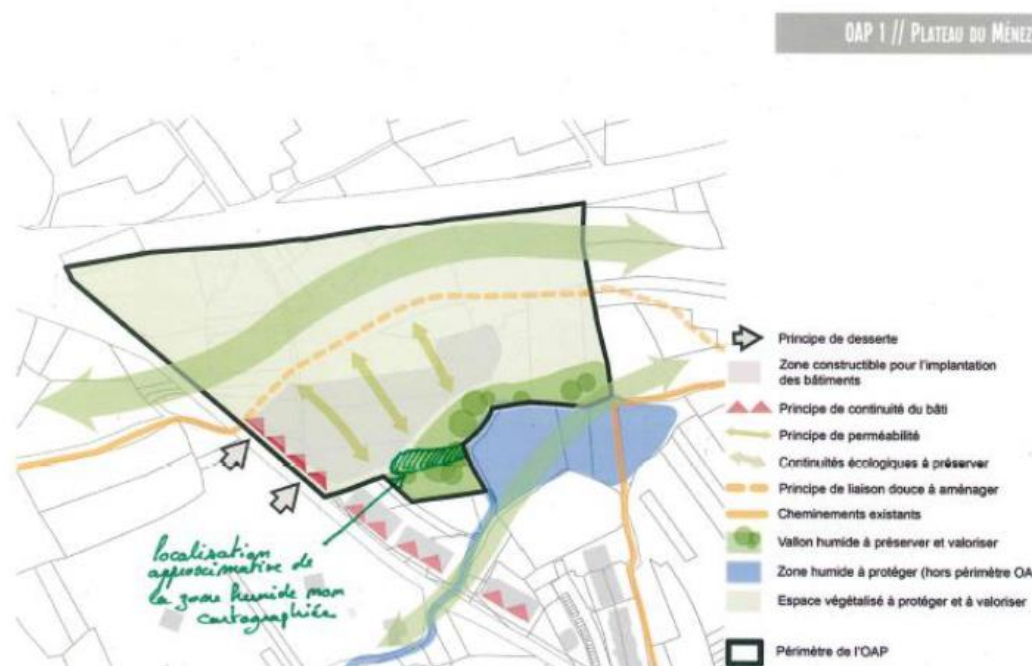 OAP 1 // PLATEAU DU MÉNEZ
Principe de desserte
Zone constructible pour l'implantation
des bâtiments
Principe de continuité du bâti
Principe de perméabilité
Continuités écologiques à préserver
Principe de liaison douce à aménager
Cheminements existants
Vallon humide à préserver et valoriser
Zone humide à protéger (hors périmètre OA
Espace végétalisé à protéger et à valoriser
Périmètre de l'OAP
localisation
approximative de
la zone humide non
cartographiée